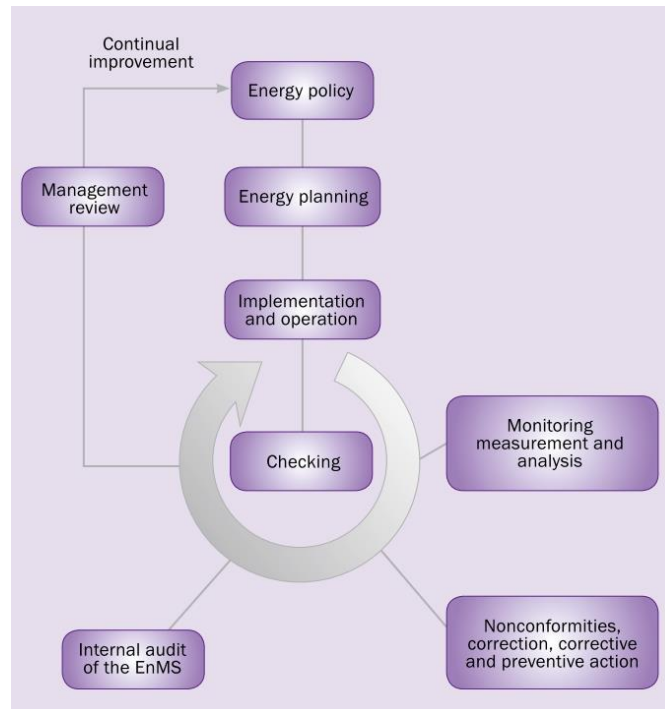 Continual
improvement
Energy policy
Management
review
Energy planning
Implementation
and operation
Checking
Monitoring
measurement and
analysis
Internal audit
of the EnMS
Nonconformities,
correction, corrective
and preventive action